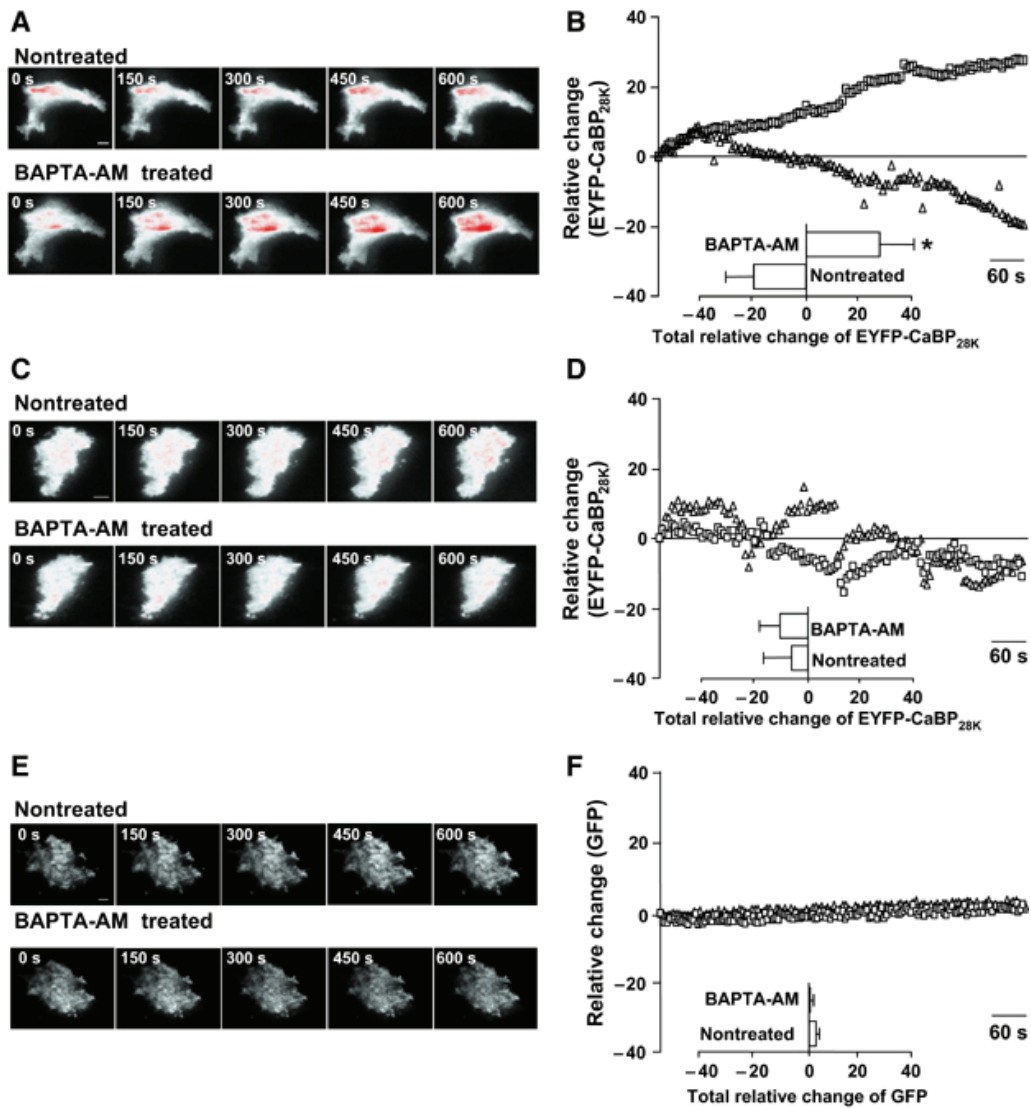 A
Nontreated
0 s 150 s 300 s 450 s 600 s
BAPTA-AM treated
0 s 150 s 300 s 450 s 600 s
B
Relative change
(EYFP-CaBP28K)
40
20
0
−20
−40
BAPTA-AM
*
Nontreated
60 s
−40 −20 0 20 40
Total relative change of EYFP-CaBP28K
C
Nontreated
0 s 150 s 300 s 450 s 600 s
BAPTA-AM treated
0 s 150 s 300 s 450 s 600 s
D
Relative change
(EYFP-CaBP28K)
40
20
0
−20
−40
BAPTA-AM
Nontreated
60 s
−40 −20 0 20 40
Total relative change of EYFP-CaBP28K
E
Nontreated
0 s 150 s 300 s 450 s 600 s
BAPTA-AM treated
0 s 150 s 300 s 450 s 600 s
F
Relative change (GFP)
40
20
0
−20
−40
BAPTA-AM
Nontreated
60 s
−40 −20 0 20 40
Total relative change of GFP